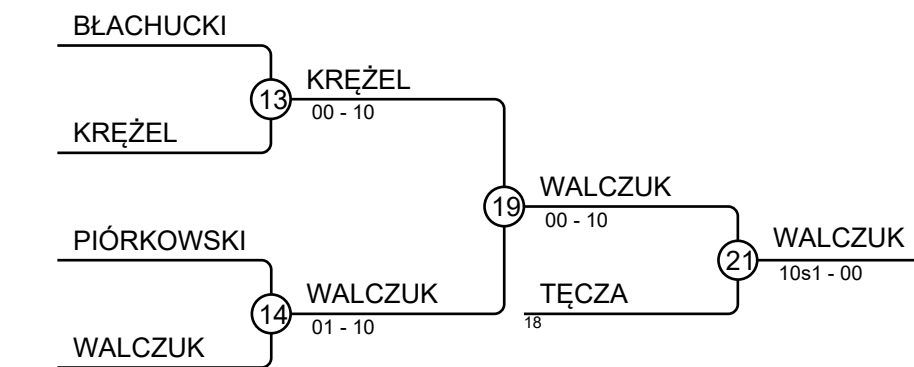 BŁACHUCKI
13
KRĘŻEL
00 - 10
KRĘŻEL
19
WALCZUK
00 - 10
PIÓRKOWSKI
14
WALCZUK
01 - 10
WALCZUK
TĘCZA
18
21
WALCZUK
10s1 - 00